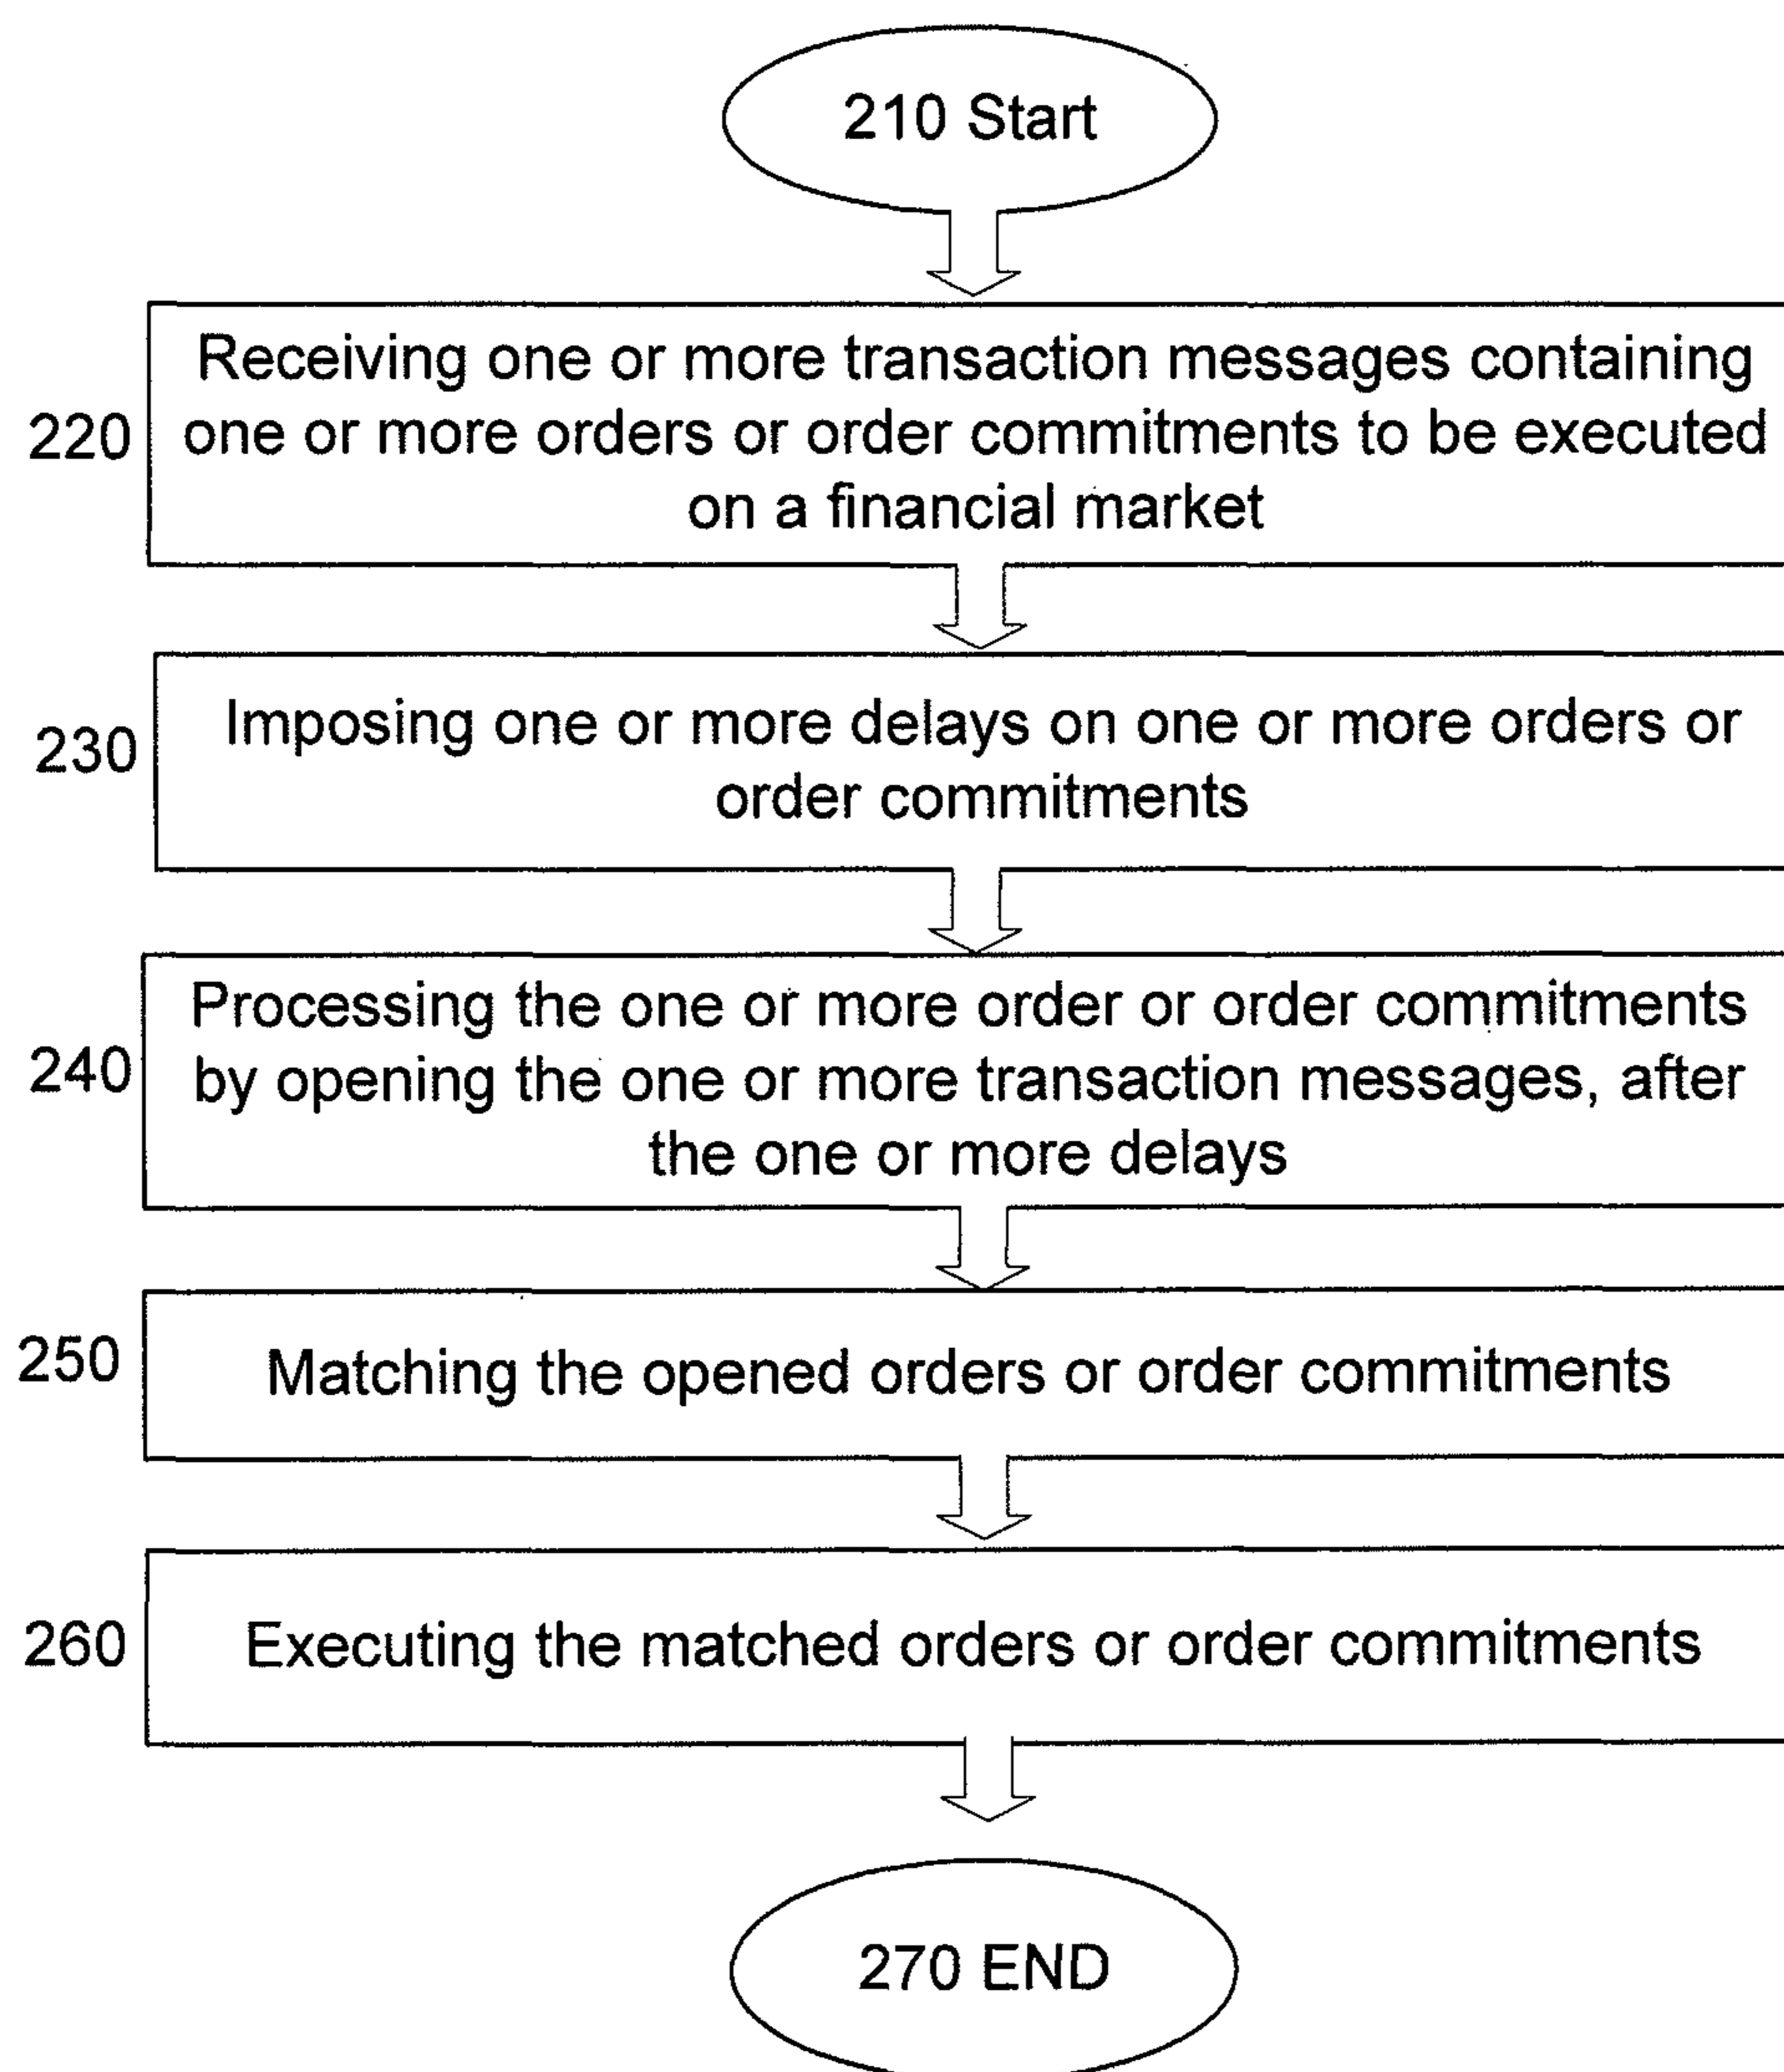 210 Start
Receiving one or more transaction messages containing
220
one or more orders or order commitments to be executed
on a financial market
230
Imposing one or more delays on one or more orders or
order commitments
240
Processing the one or more order or order commitments
by opening the one or more transaction messages, after
the one or more delays
250
Matching the opened orders or order commitments
260
Executing the matched orders or order commitments
270 END